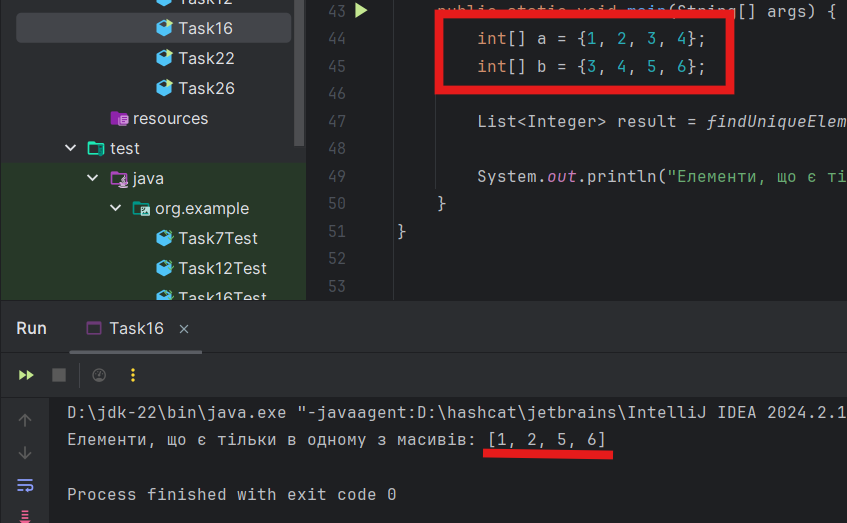 Task12
Task16
Task22
Task26
resources
test
java
org.example
Task7Test
Task12Test
Task16Test
43 public static void main(String[] args) {
44 int[] a = {1, 2, 3, 4};
45 int[] b = {3, 4, 5, 6};
46
47 List<Integer> result = findUniqueElem
48
49 System.out.println("Елементи, що є ті
50 }
51 }
52
53
Run Task16 ×
D:\jdk-22\bin\java.exe "-javaagent:D:\hashcat\jetbrains\IntelliJ IDEA 2024.2.1
Елементи, що є тільки в одному з масивів: [1, 2, 5, 6]
Process finished with exit code 0